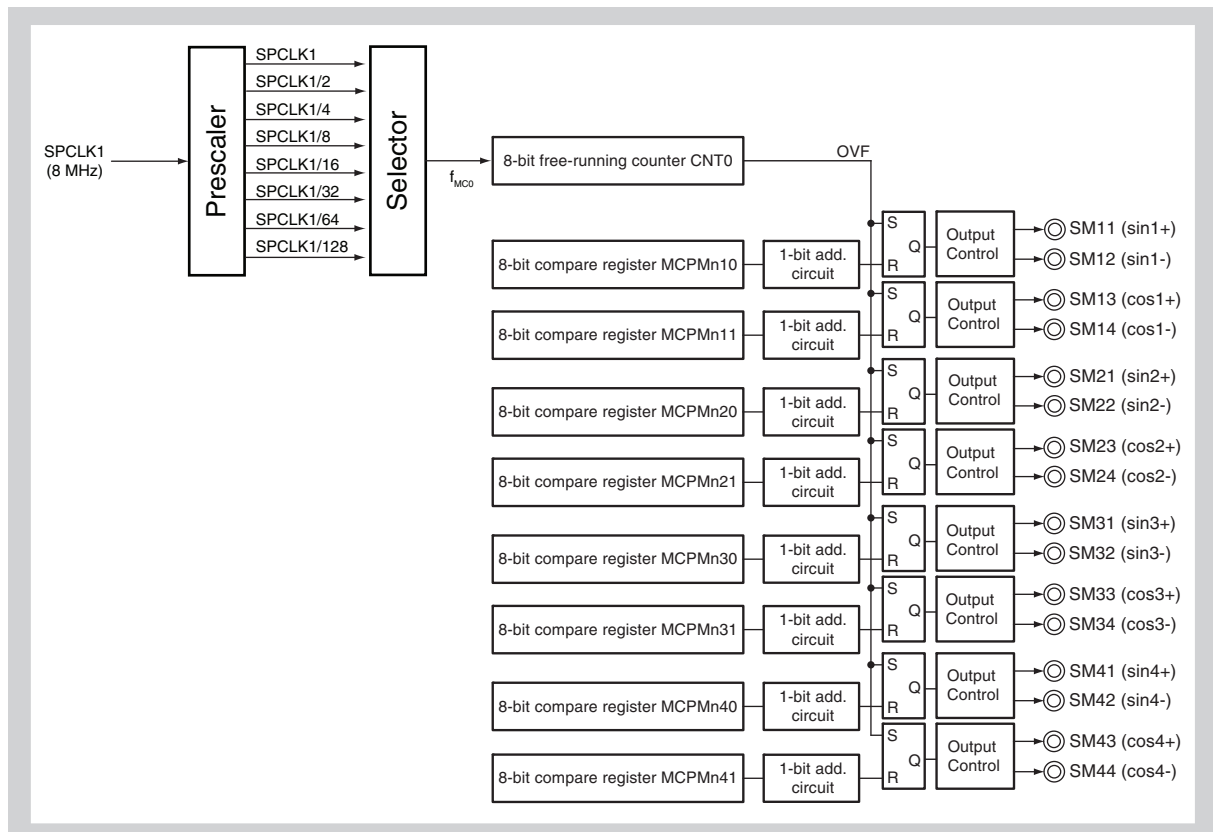 SPCLK1
(8 MHz)
Prescaler
SPCLK1
SPCLK1/2
SPCLK1/4
SPCLK1/8
SPCLK1/16
SPCLK1/32
SPCLK1/64
SPCLK1/128
Selector
fMC0
8-bit free-running counter CNT0
OVF
8-bit compare register MCPMn10
1-bit add.
circuit
S
Q
R
Output
Control
SM11 (sin1+)
SM12 (sin1-)
8-bit compare register MCPMn11
1-bit add.
circuit
S
Q
R
Output
Control
SM13 (cos1+)
SM14 (cos1-)
8-bit compare register MCPMn20
1-bit add.
circuit
S
Q
R
Output
Control
SM21 (sin2+)
SM22 (sin2-)
8-bit compare register MCPMn21
1-bit add.
circuit
S
Q
R
Output
Control
SM23 (cos2+)
SM24 (cos2-)
8-bit compare register MCPMn30
1-bit add.
circuit
S
Q
R
Output
Control
SM31 (sin3+)
SM32 (sin3-)
8-bit compare register MCPMn31
1-bit add.
circuit
S
Q
R
Output
Control
SM33 (cos3+)
SM34 (cos3-)
8-bit compare register MCPMn40
1-bit add.
circuit
S
Q
R
Output
Control
SM41 (sin4+)
SM42 (sin4-)
8-bit compare register MCPMn41
1-bit add.
circuit
S
Q
R
Output
Control
SM43 (cos4+)
SM44 (cos4-)